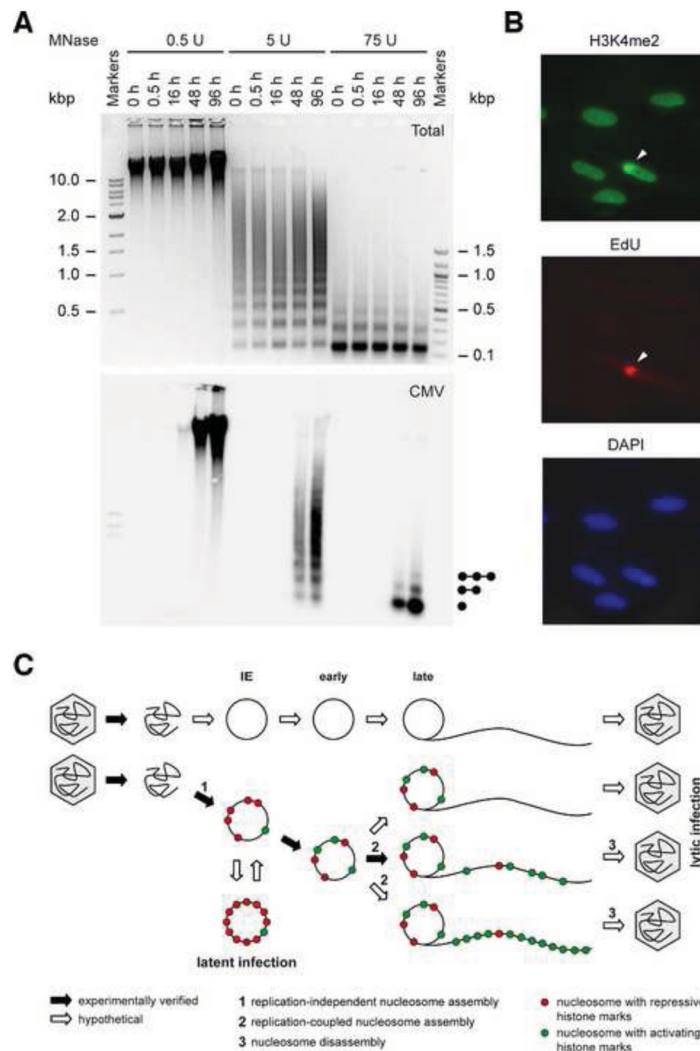 A
MNase 0.5 U 5 U 75 U
kbp Markers 0 h 0.5 h 16 h 48 h 96 h 0 h 0.5 h 16 h 48 h 96 h 0 h 0.5 h 16 h 48 h 96 h Markers kbp
Total
10.0
2.0
1.5
1.0
0.5
1.5
1.0
0.5
0.1
CMV
B
H3K4me2
EdU
DAPI
C
IE early late
1
2
2
3
3
latent infection
lytic infection
experimentally verified
hypothetical
1 replication-independent nucleosome assembly
2 replication-coupled nucleosome assembly
3 nucleosome disassembly
nucleosome with repressive
histone marks
nucleosome with activating
histone marks